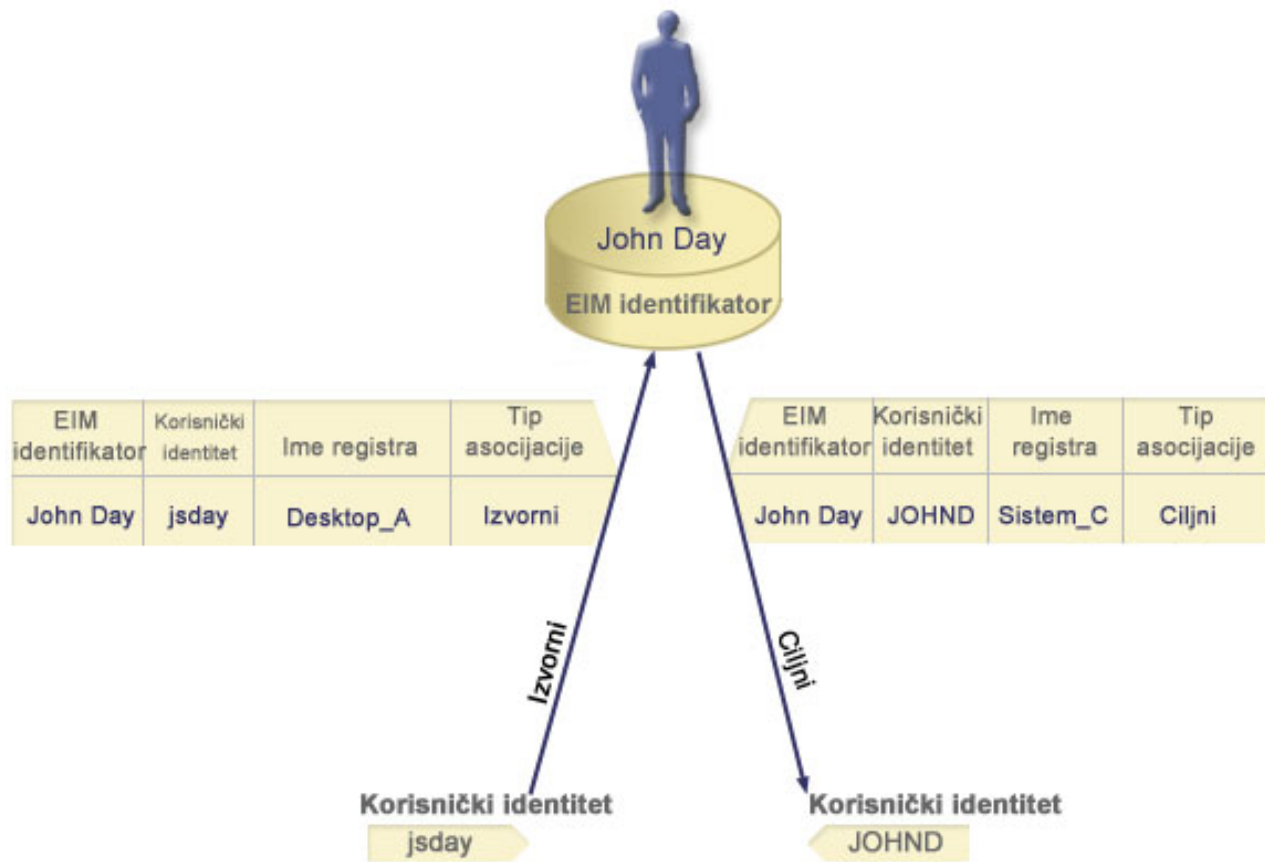 John Day
EIM identifikator
EIM identifikator
Korisnički identitet
Ime registra
Tip asocijacije
John Day
jsday
Desktop_A
Izvorni
EIM identifikator
Korisnički identitet
Ime registra
Tip asocijacije
John Day
JOHND
Sistem_C
Ciljni
Izvorni
Ciljni
Korisnički identitet
jsday
Korisnički identitet
JOHND